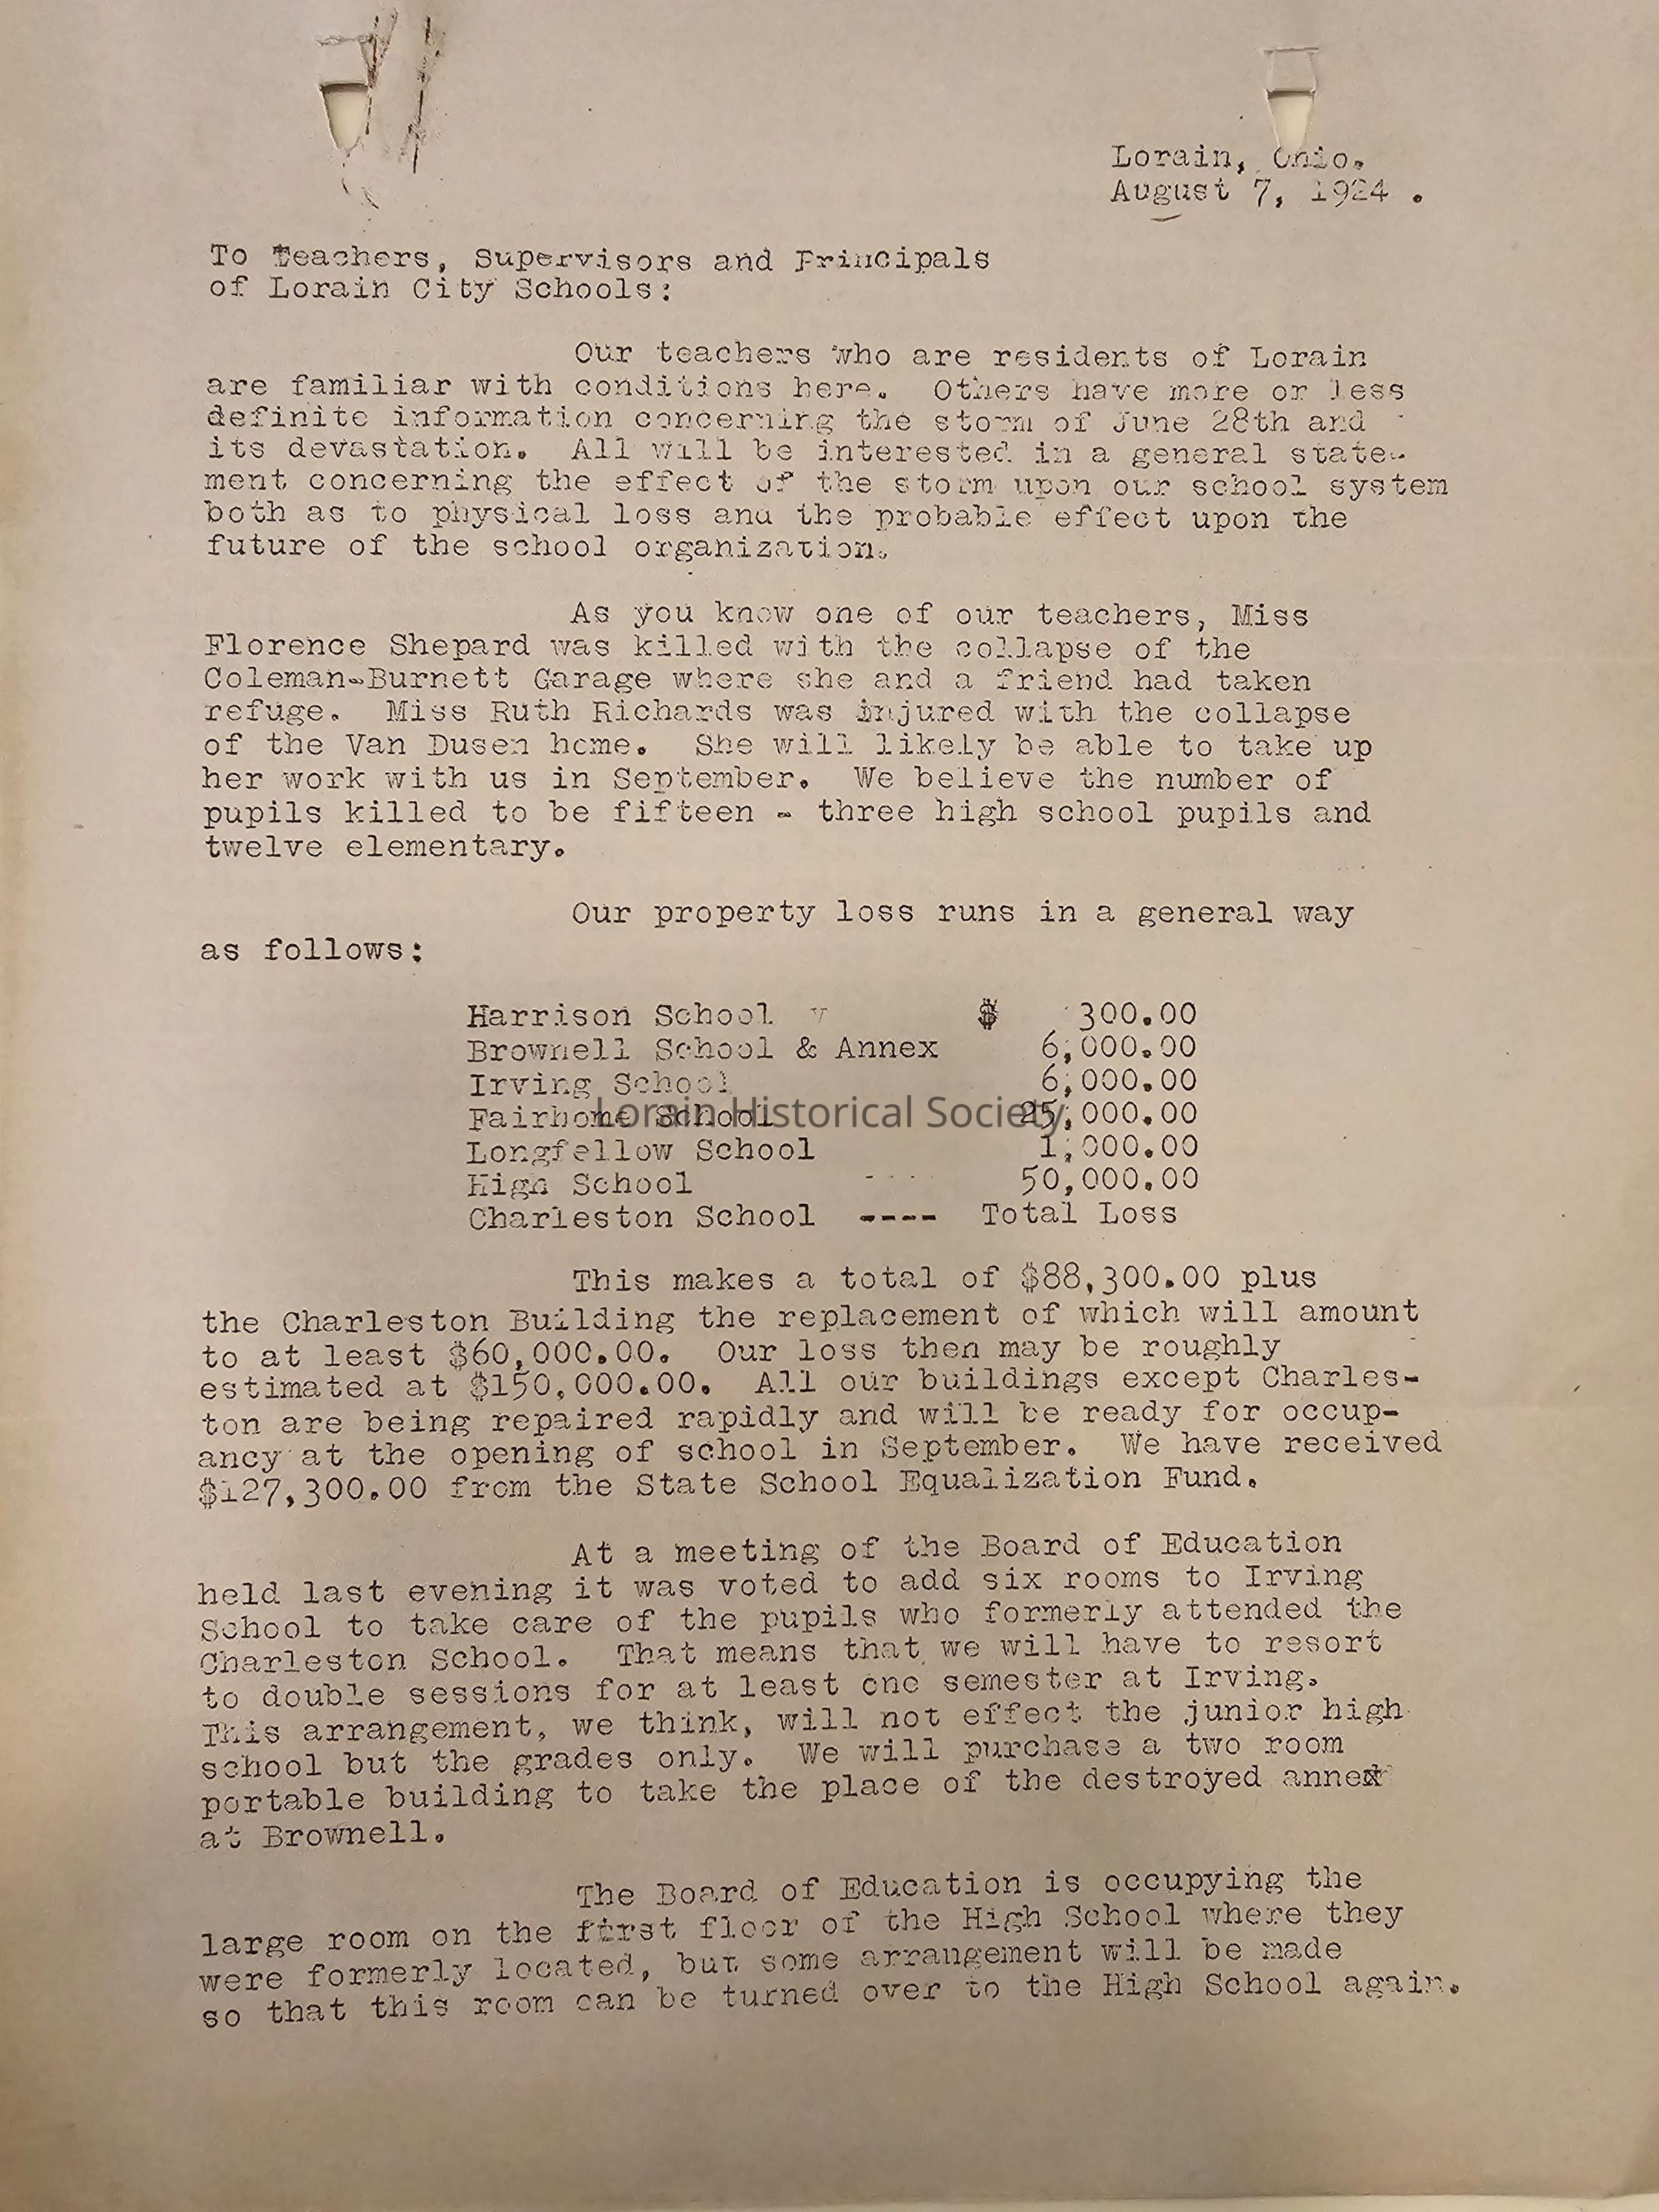 Lorain, Ohio.
August 7, 1924 .
To Teachers, Supervisors and Principals
of Lorain City Schools:
Our teachers who are residents of Lorain
are familiar with conditions here. Others have more or less
definite information concerning the storm of June 28th and
its devastation. All will be interested in a general state-
ment concerning the effect of the storm upon our school system
both as to physical loss and the probable effect upon the
future of the school organization.
As you know one of our teachers, Miss
Florence Shepard was killed with the collapse of the
Coleman-Burnett Garage where she and a friend had taken
refuge. Miss Ruth Richards was injured with the collapse
of the Van Dusen home. She will likely be able to take up
her work with us in September. We believe the number of
pupils killed to be fifteen - three high school pupils and
twelve elementary.
Our property loss runs in a general way
as follows:
Harrison School $ 300.00
Brownell School & Annex 6,000.00
Irving School 6,000.00
Fairhome School 25,000.00
Lorain Historical Society
Longfellow School 1,000.00
High School 50,000.00
Charleston School ---- Total Loss
This makes a total of $88,300.00 plus
the Charleston Building the replacement of which will amount
to at least $60,000.00. Our loss then may be roughly
estimated at $150,000.00. All our buildings except Charles-
ton are being repaired rapidly and will be ready for occup-
ancy at the opening of school in September. We have received
$127,300.00 from the State School Equalization Fund.
At a meeting of the Board of Education
held last evening it was voted to add six rooms to Irving
School to take care of the pupils who formerly attended the
Charleston School. That means that we will have to resort
to double sessions for at least one semester at Irving.
This arrangement, we think, will not effect the junior high
school but the grades only. We will purchase a two room
portable building to take the place of the destroyed annex
at Brownell.
The Board of Education is occupying the
large room on the first floor of the High School where they
were formerly located, but some arrangement will be made
so that this room can be turned over to the High School again.